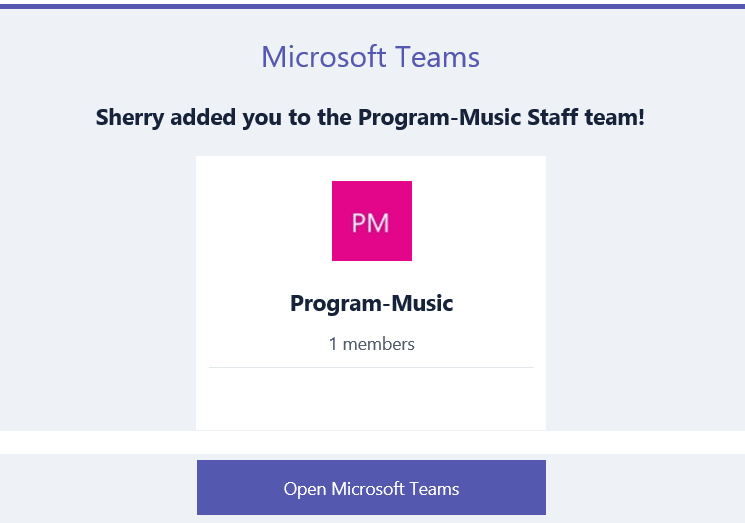 Microsoft Teams
Sherry added you to the Program-Music Staff team!
PM
Program-Music
1 members
Open Microsoft Teams